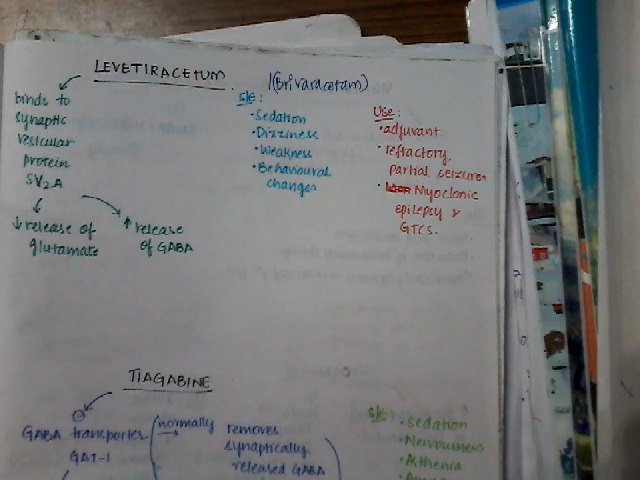 LEVETIRACETUM
/(Brivaracetum)
binds to
synaptic
vesicular
protein
SV2A
↓ release of
glutamate
↑ release
of GABA
S/E :
• Sedation
• Dizziness
• Weakness
• Behavioural
changes
Use :
• adjuvant
• refractory,
partial seizures
• Myoclonic
epilepsy &
GTCS.
TIAGABINE
⊖
GABA transporter
GAT-1
normally
→
removes
synaptically
released GABA
S/E :
• Sedation
• Nervousness
• Asthenia